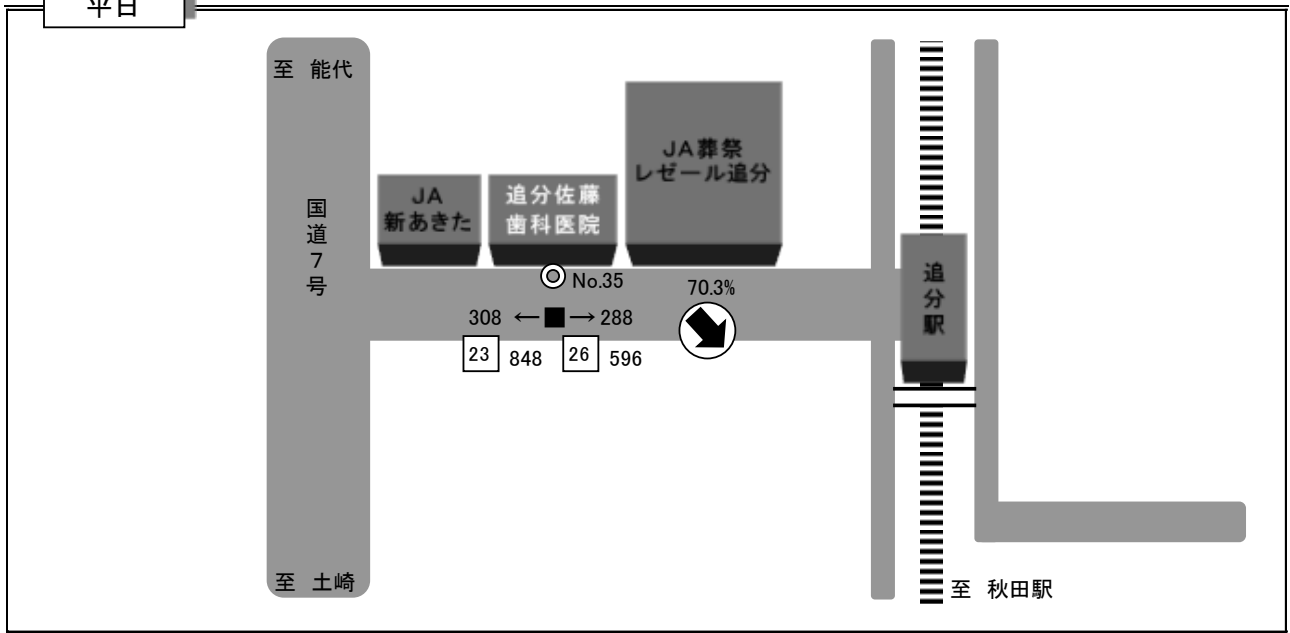 平日
至 能代
国道7号
JA
新あきた
追分佐藤
歯科医院
JA葬祭
レゼール追分
No.35
70.3%
308 ←■→ 288
23 848 26 596
追分駅
至 土崎
至 秋田駅